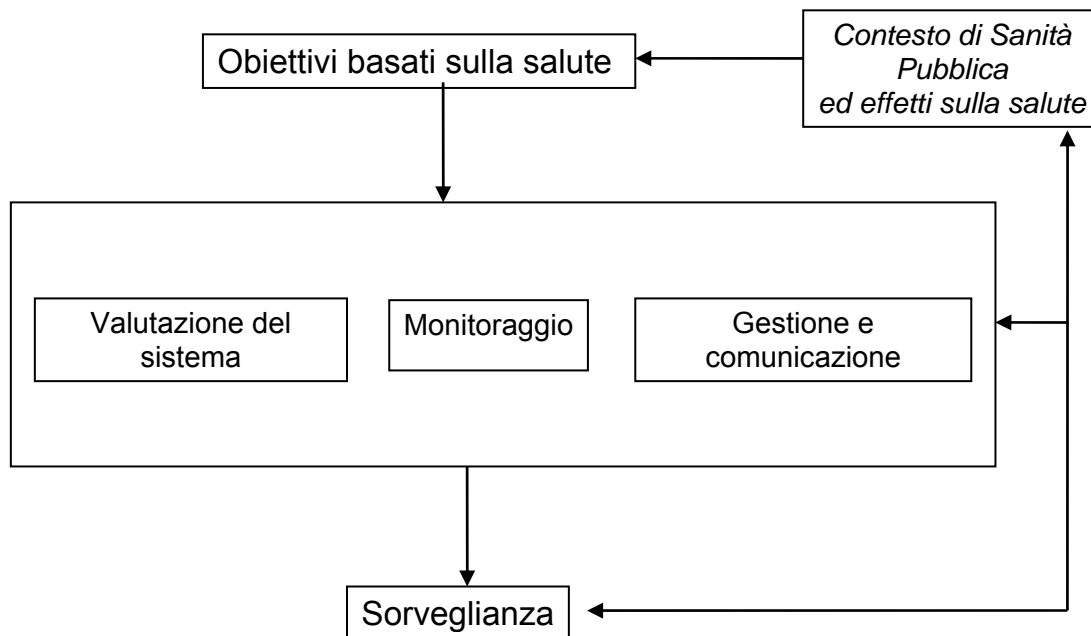 Obiettivi basati sulla salute
Contesto di Sanità
Pubblica
ed effetti sulla salute
Valutazione del
sistema
Monitoraggio
Gestione e
comunicazione
Sorveglianza